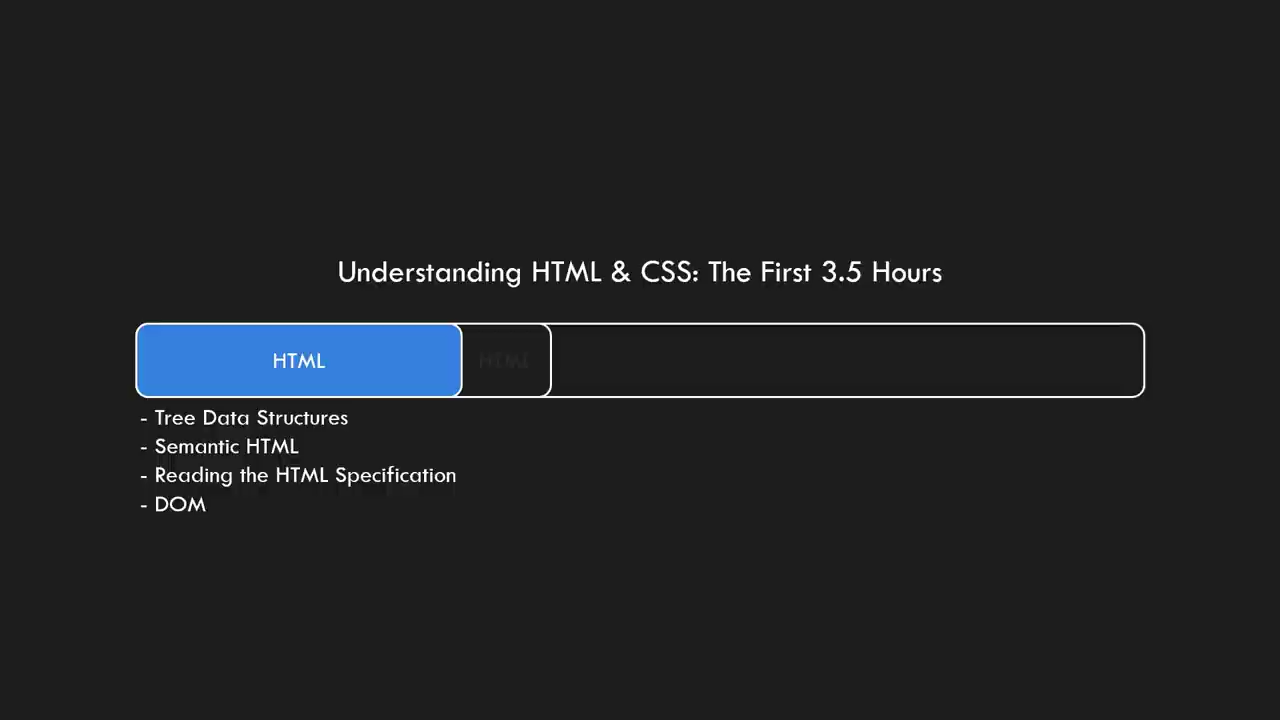 Understanding HTML & CSS: The First 3.5 Hours
HTML HTML
- Tree Data Structures
- Semantic HTML
- Reading the HTML Specification
- DOM